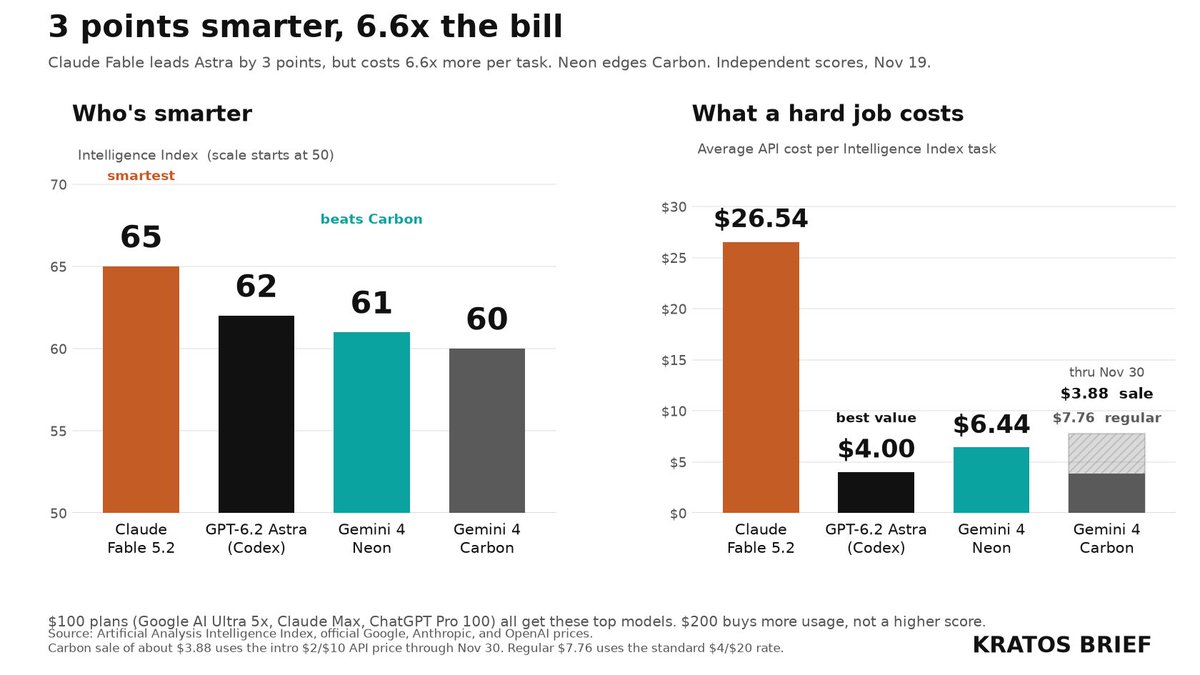 3 points smarter, 6.6x the bill
Claude Fable leads Astra by 3 points, but costs 6.6x more per task. Neon edges Carbon. Independent scores, Nov 19.
Who's smarter
Intelligence Index (scale starts at 50)
smartest
beats Carbon
70
65
60
55
50
65
62
61
60
Claude
Fable 5.2
GPT-6.2 Astra
(Codex)
Gemini 4
Neon
Gemini 4
Carbon
What a hard job costs
Average API cost per Intelligence Index task
$30
$25
$20
$15
$10
$5
$0
$26.54
best value
$4.00
$6.44
thru Nov 30
$3.88 sale
$7.76 regular
Claude
Fable 5.2
GPT-6.2 Astra
(Codex)
Gemini 4
Neon
Gemini 4
Carbon
$100 plans (Google AI Ultra 5x, Claude Max, ChatGPT Pro 100) all get these top models. $200 buys more usage, not a higher score.
Source: Artificial Analysis Intelligence Index, official Google, Anthropic, and OpenAI prices.
Carbon sale of about $3.88 uses the intro $2/$10 API price through Nov 30. Regular $7.76 uses the standard $4/$20 rate.
KRATOS BRIEF